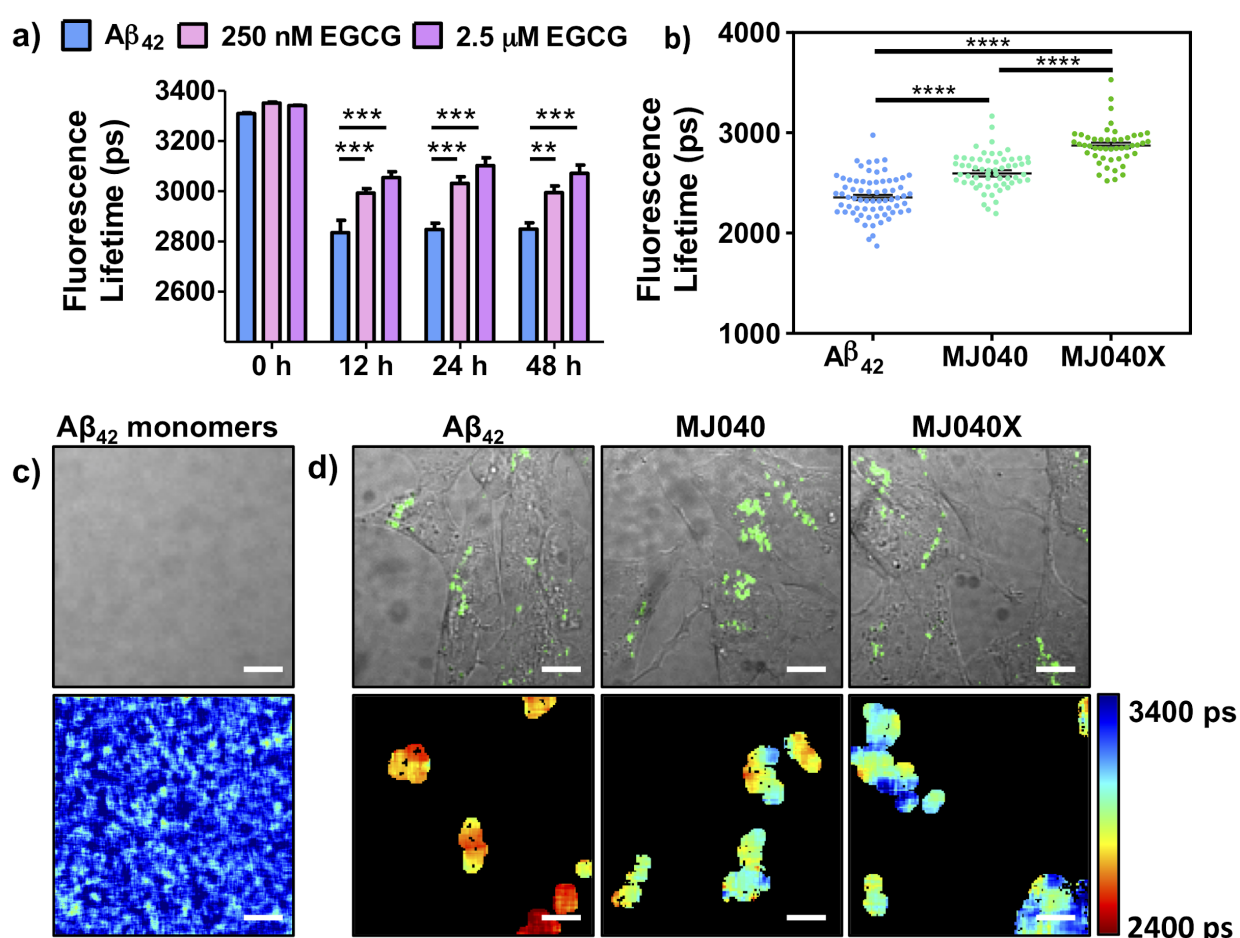 a) Aβ42 250 nM EGCG 2.5 μM EGCG
Fluorescence
Lifetime (ps)
3400
3200
3000
2800
2600
*** *** ***
*** *** **
0 h 12 h 24 h 48 h
b)
Fluorescence
Lifetime (ps)
4000
3000
2000
1000
****
****
****
Aβ42 MJ040 MJ040X
c) Aβ42 monomers
d) Aβ42 MJ040 MJ040X
3400 ps
2400 ps